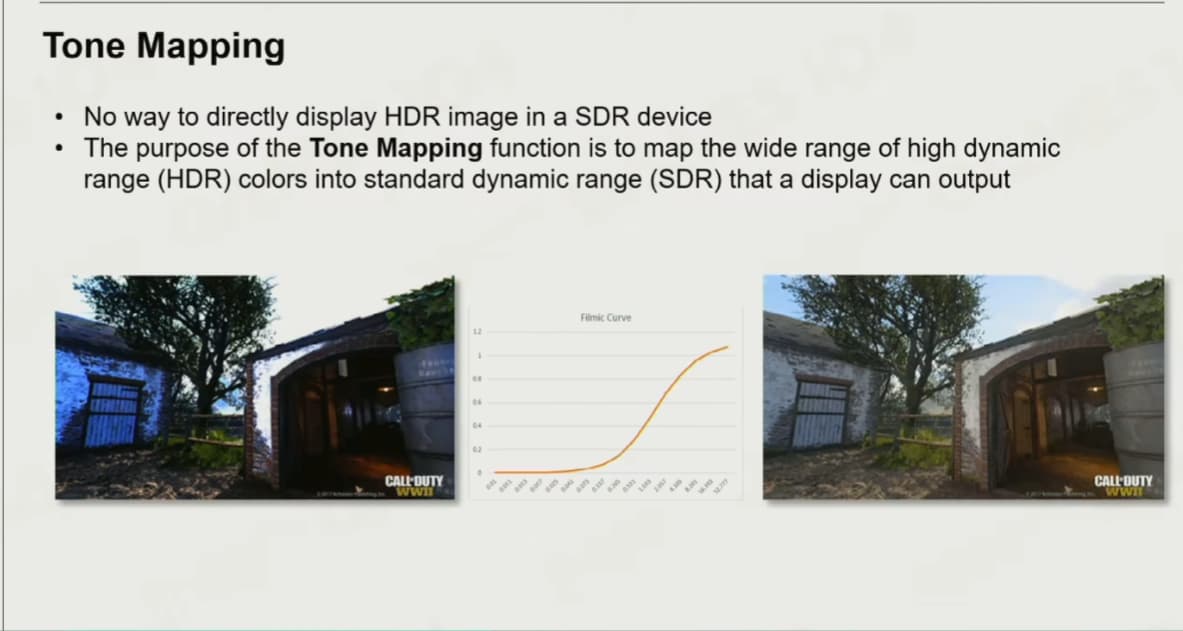 Tone Mapping
• No way to directly display HDR image in a SDR device
• The purpose of the Tone Mapping function is to map the wide range of high dynamic
range (HDR) colors into standard dynamic range (SDR) that a display can output
Filmic Curve
1.2
1
0.8
0.6
0.4
0.2
0
CALL·DUTY
WWII
CALL·DUTY
WWII